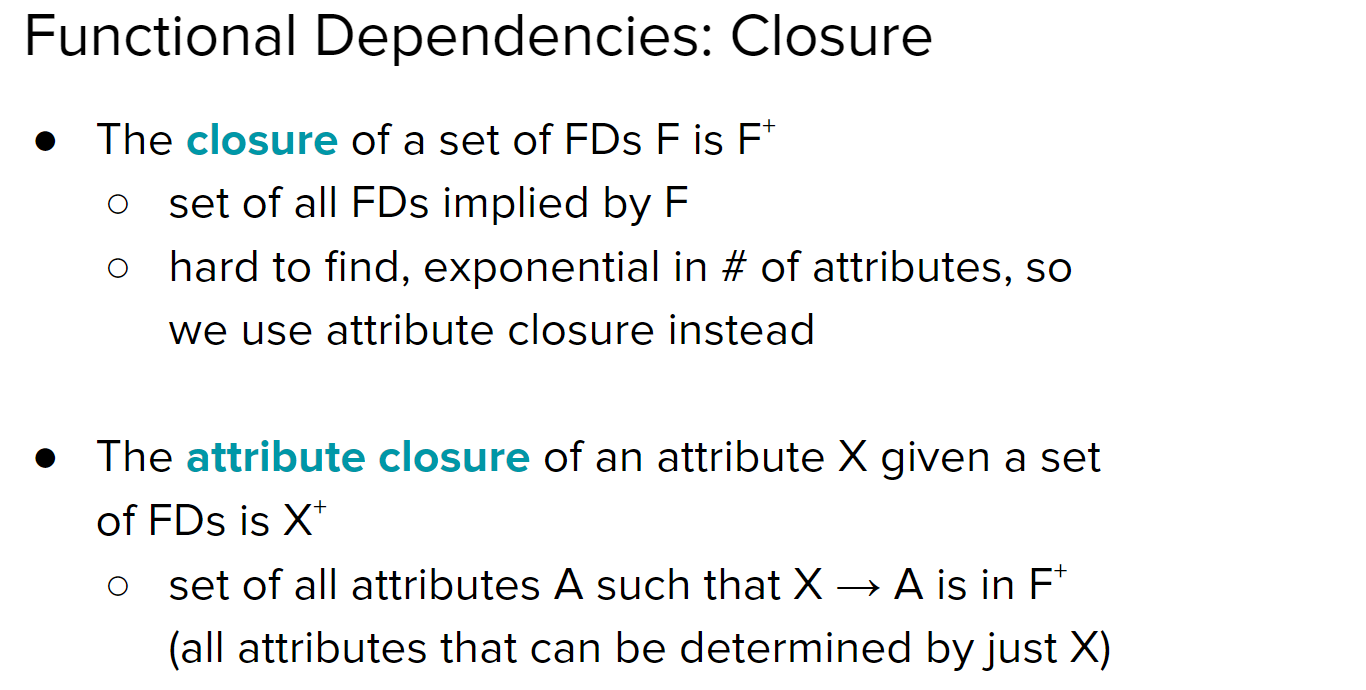 Functional Dependencies: Closure
● The closure of a set of FDs F is F⁺
○ set of all FDs implied by F
○ hard to find, exponential in # of attributes, so
we use attribute closure instead
● The attribute closure of an attribute X given a set
of FDs is X⁺
○ set of all attributes A such that X → A is in F⁺
(all attributes that can be determined by just X)